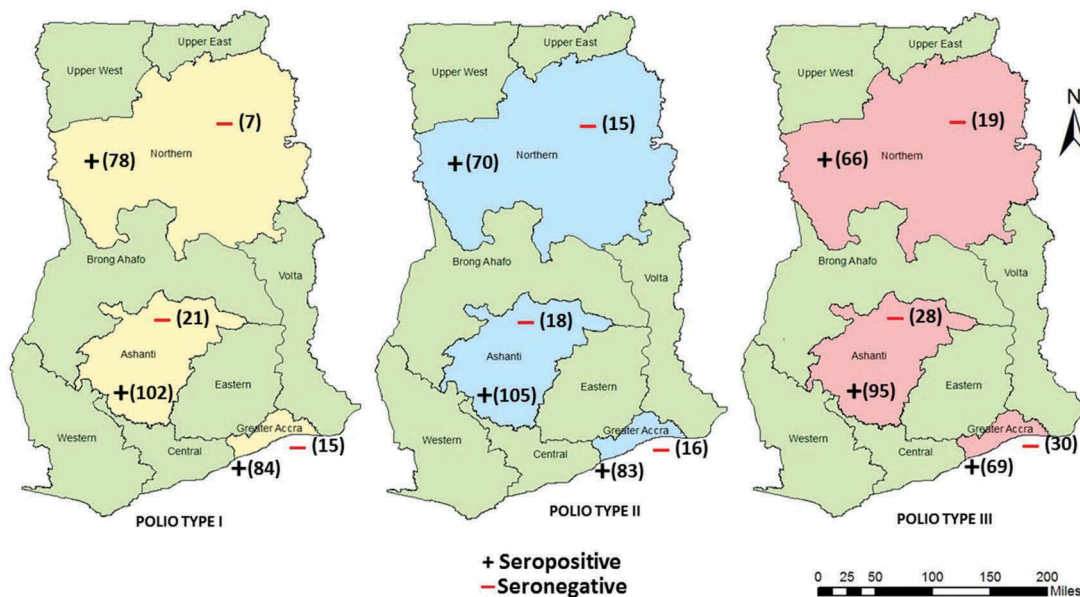 Upper East
Upper West
− (7)
+(78)
Northern
Brong Ahafo
Volta
− (21)
Ashanti
+(102)
Eastern
Western
Central
Greater Accra
− (15)
+(84)
POLIO TYPE I
Upper East
Upper West
− (15)
+(70)
Northern
Brong Ahafo
Volta
− (18)
Ashanti
+(105)
Eastern
Western
Central
Greater Accra
− (16)
+(83)
POLIO TYPE II
Upper East
Upper West
− (19)
+(66)
Northern
Brong Ahafo
Volta
− (28)
Ashanti
+(95)
Eastern
Western
Central
Greater Accra
− (30)
+(69)
POLIO TYPE III
N
+ Seropositive
− Seronegative
0 25 50 100 150 200
Miles